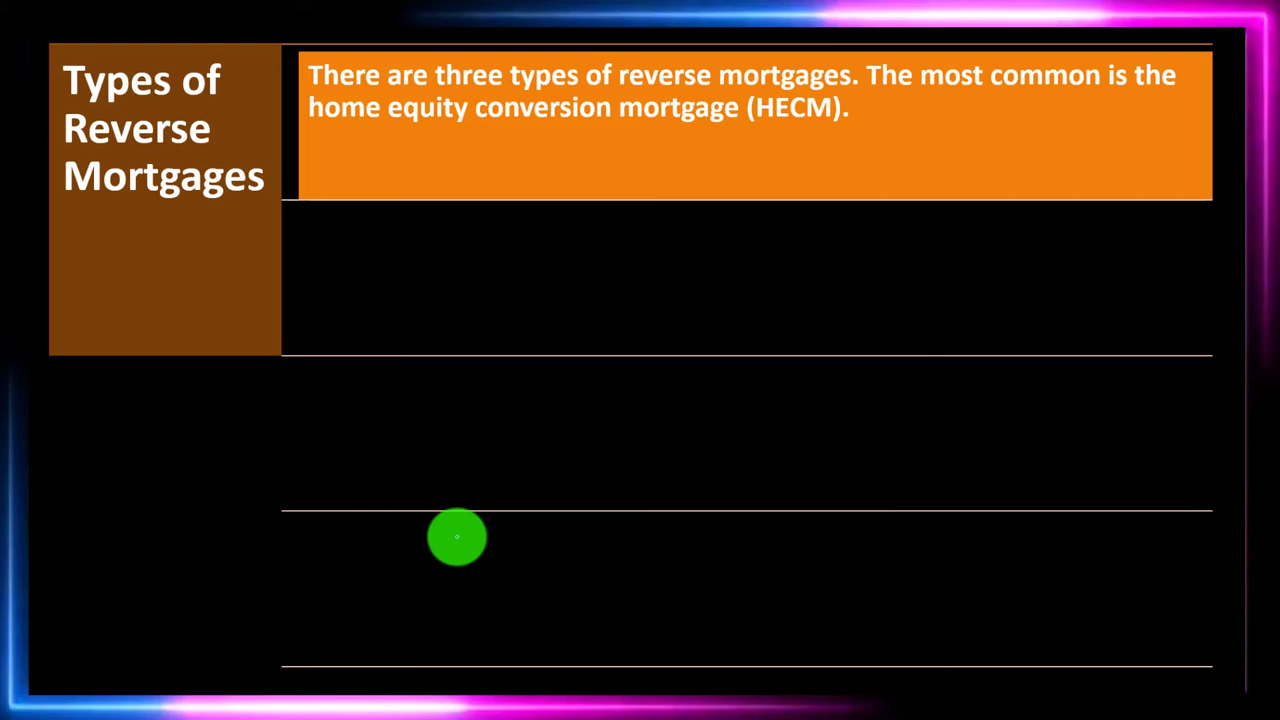 Types of
Reverse
Mortgages
There are three types of reverse mortgages. The most common is the
home equity conversion mortgage (HECM).